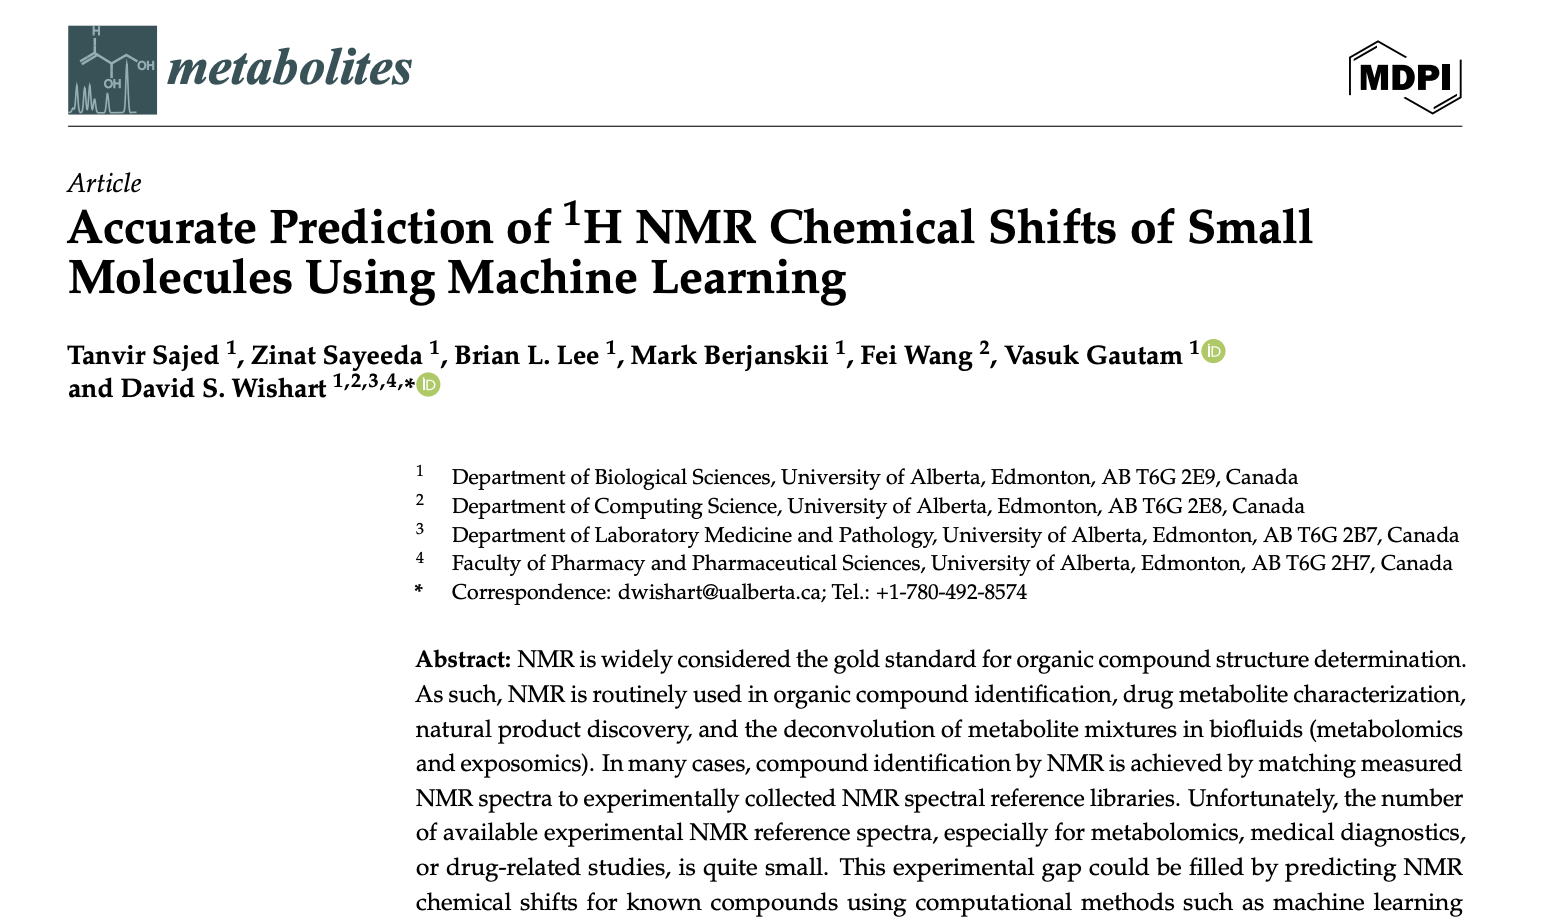 H
OH
OH
metabolites
MDPI
Article
Accurate Prediction of ¹H NMR Chemical Shifts of Small
Molecules Using Machine Learning
Tanvir Sajed ¹, Zinat Sayeeda ¹, Brian L. Lee ¹, Mark Berjanskii ¹, Fei Wang ², Vasuk Gautam ¹ iD
and David S. Wishart ¹,²,³,⁴,* iD
¹ Department of Biological Sciences, University of Alberta, Edmonton, AB T6G 2E9, Canada
² Department of Computing Science, University of Alberta, Edmonton, AB T6G 2E8, Canada
³ Department of Laboratory Medicine and Pathology, University of Alberta, Edmonton, AB T6G 2B7, Canada
⁴ Faculty of Pharmacy and Pharmaceutical Sciences, University of Alberta, Edmonton, AB T6G 2H7, Canada
* Correspondence: dwishart@ualberta.ca; Tel.: +1-780-492-8574
Abstract: NMR is widely considered the gold standard for organic compound structure determination.
As such, NMR is routinely used in organic compound identification, drug metabolite characterization,
natural product discovery, and the deconvolution of metabolite mixtures in biofluids (metabolomics
and exposomics). In many cases, compound identification by NMR is achieved by matching measured
NMR spectra to experimentally collected NMR spectral reference libraries. Unfortunately, the number
of available experimental NMR reference spectra, especially for metabolomics, medical diagnostics,
or drug-related studies, is quite small. This experimental gap could be filled by predicting NMR
chemical shifts for known compounds using computational methods such as machine learning